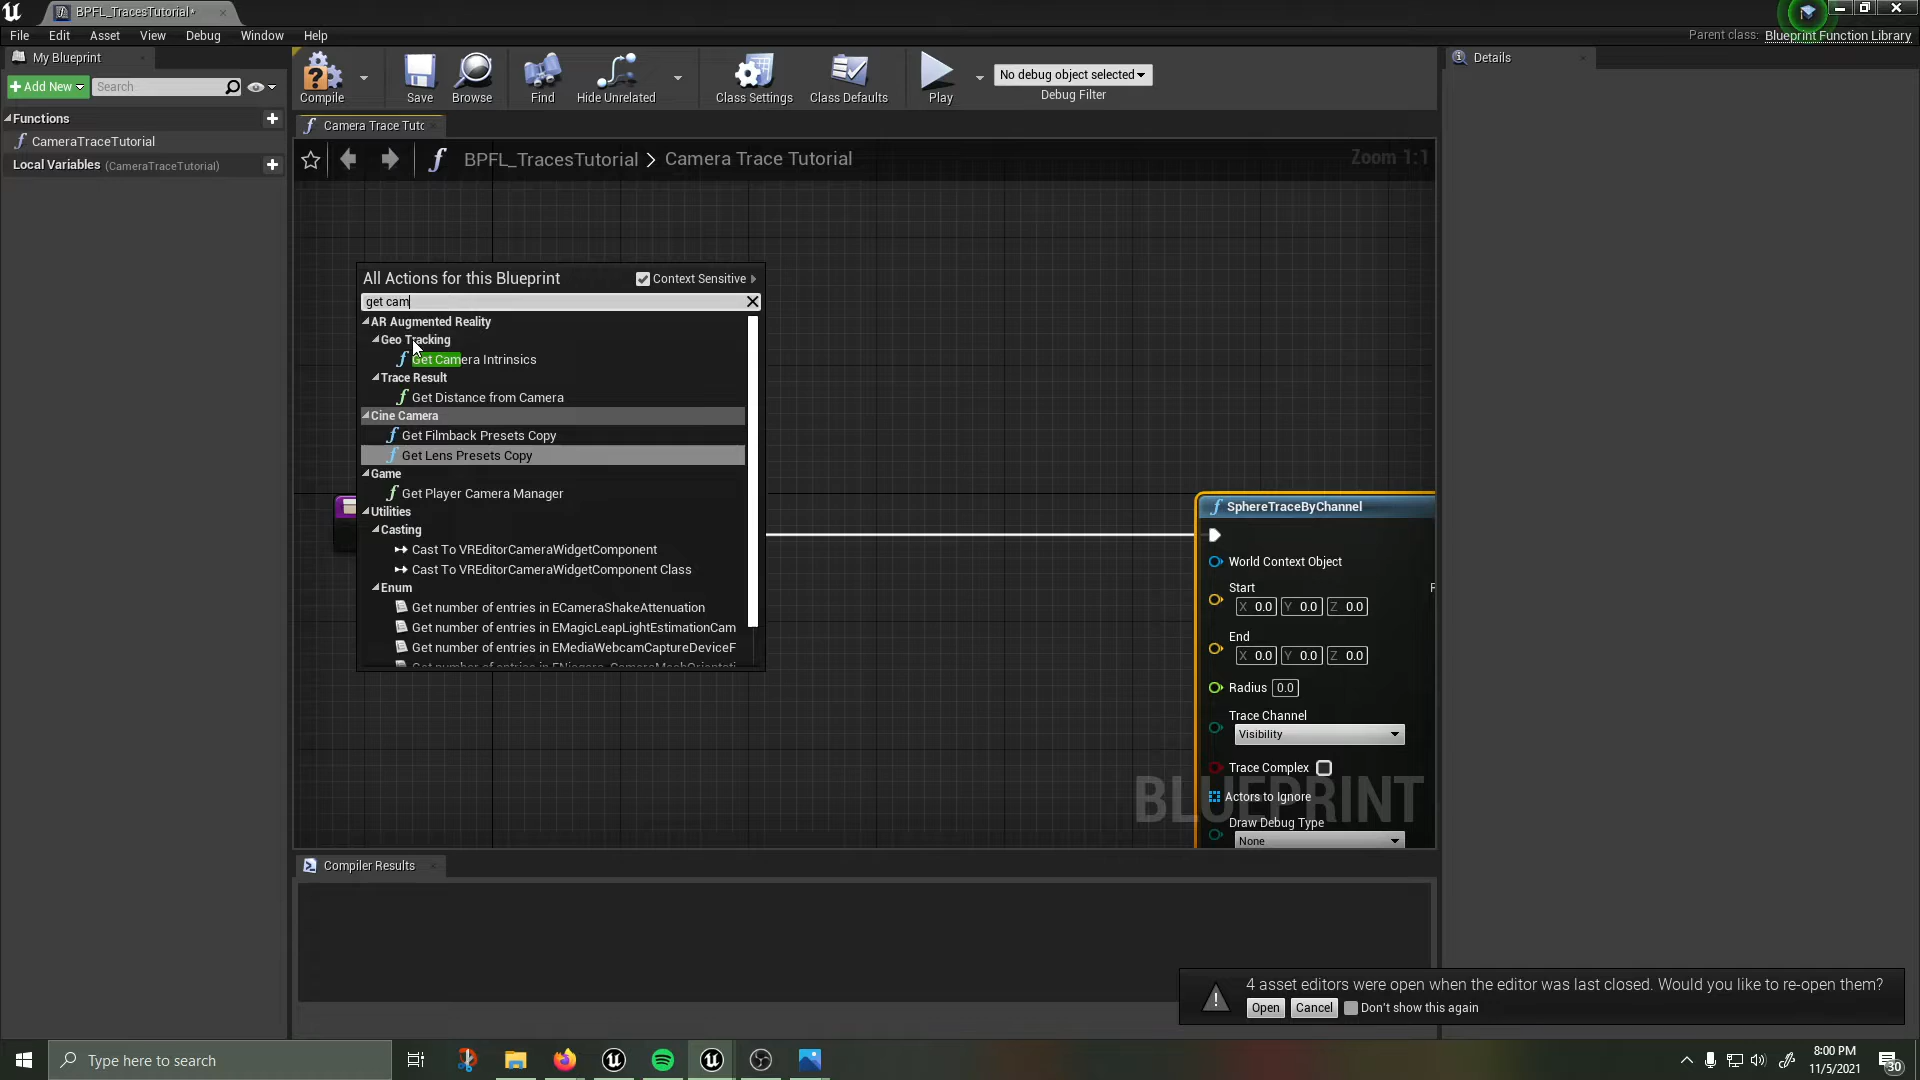 BPFL_TracesTutorial*
File Edit Asset View Debug Window Help
Parent class: Blueprint Function Library
My Blueprint
Add New
Search
Functions
CameraTraceTutorial
Local Variables (CameraTraceTutorial)
Compile
Save
Browse
Find
Hide Unrelated
Class Settings
Class Defaults
Play
No debug object selected
Debug Filter
Details
Camera Trace Tuto
BPFL_TracesTutorial > Camera Trace Tutorial
Zoom 1:1
All Actions for this Blueprint
Context Sensitive
get cam
AR Augmented Reality
Geo Tracking
Get Camera Intrinsics
Trace Result
Get Distance from Camera
Cine Camera
Get Filmback Presets Copy
Get Lens Presets Copy
Game
Get Player Camera Manager
Utilities
Casting
Cast To VREditorCameraWidgetComponent
Cast To VREditorCameraWidgetComponent Class
Enum
Get number of entries in ECameraShakeAttenuation
Get number of entries in EMagicLeapLightEstimationCam
Get number of entries in EMediaWebcamCaptureDeviceF
SphereTraceByChannel
World Context Object
Start
X 0.0 Y 0.0 Z 0.0
End
X 0.0 Y 0.0 Z 0.0
Radius 0.0
Trace Channel
Visibility
Trace Complex
Actors to Ignore
Draw Debug Type
None
BLUEPRINT
Compiler Results
4 asset editors were open when the editor was last closed. Would you like to re-open them?
Open Cancel Don't show this again
Type here to search
8:00 PM
11/5/2021
30